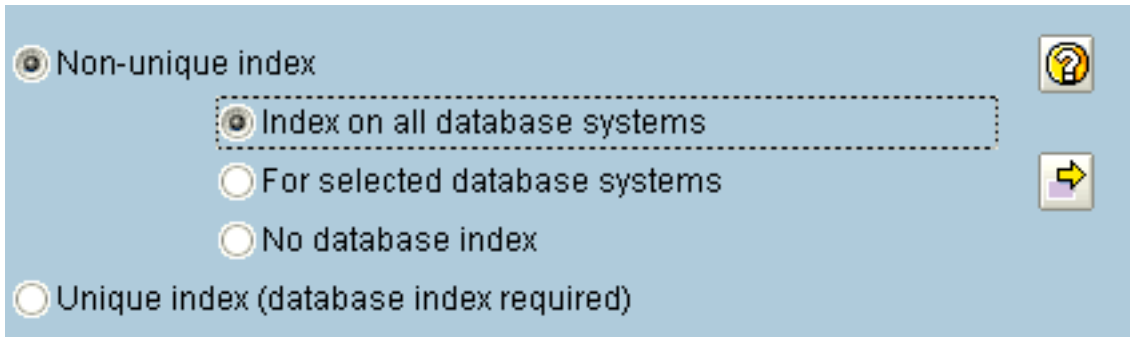 Non-unique index
Index on all database systems
For selected database systems
No database index
Unique index (database index required)